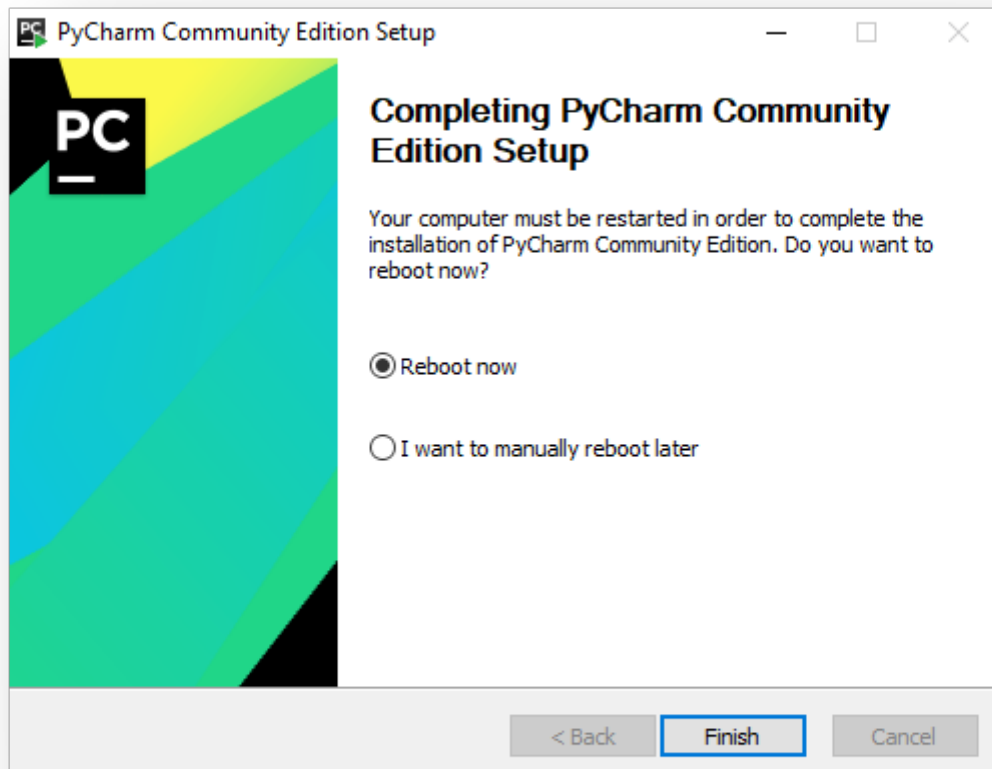 PyCharm Community Edition Setup
PC
Completing PyCharm Community
Edition Setup
Your computer must be restarted in order to complete the
installation of PyCharm Community Edition. Do you want to
reboot now?
Reboot now
I want to manually reboot later
< Back Finish Cancel